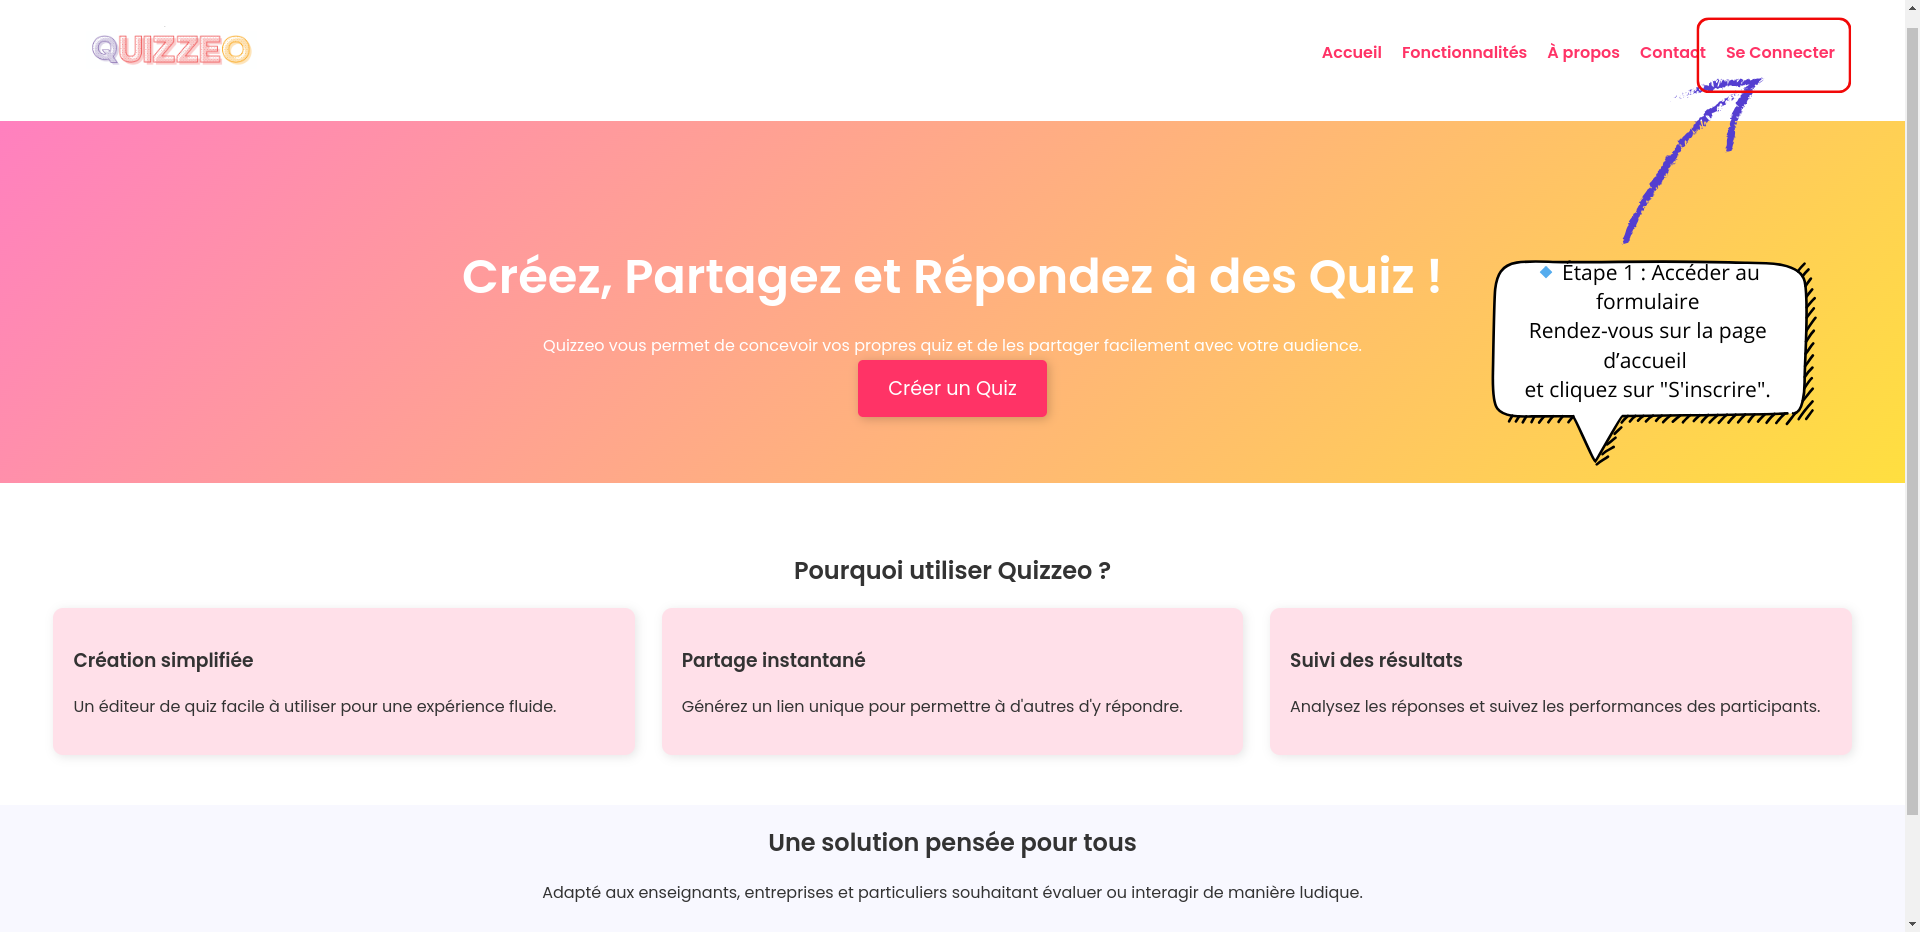 QUIZZEO
Accueil Fonctionnalités À propos Contact Se Connecter
Créez, Partagez et Répondez à des Quiz !
Quizzeo vous permet de concevoir vos propres quiz et de les partager facilement avec votre audience.
Créer un Quiz
Étape 1 : Accéder au
formulaire
Rendez-vous sur la page
d’accueil
et cliquez sur "S'inscrire".
Pourquoi utiliser Quizzeo ?
Création simplifiée
Un éditeur de quiz facile à utiliser pour une expérience fluide.
Partage instantané
Générez un lien unique pour permettre à d'autres d'y répondre.
Suivi des résultats
Analysez les réponses et suivez les performances des participants.
Une solution pensée pour tous
Adapté aux enseignants, entreprises et particuliers souhaitant évaluer ou interagir de manière ludique.